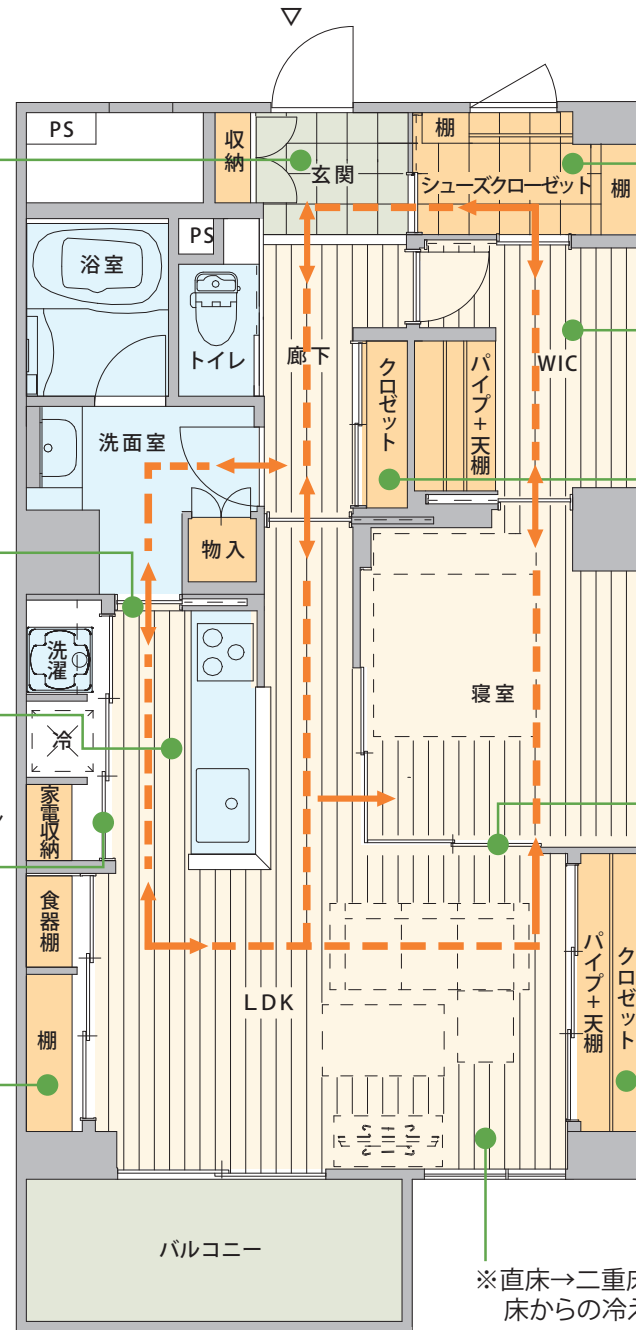 PS
収納
玄関
棚
シューズクローゼット
棚
浴室
PS
トイレ
廊下
クロゼット
パイプ+天棚
WIC
洗面室
物入
洗濯
冷
寝室
家電収納
食器棚
棚
LDK
パイプ+天棚
クロゼット
バルコニー
※直床→二重床
床からの冷え